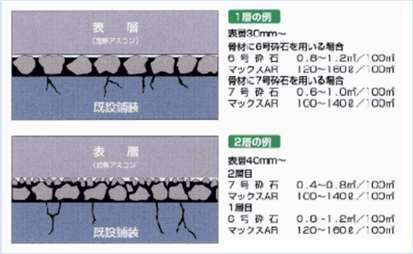 表 層
(加熱アスコン)
既設舗装
1層の例
表層30mm～
骨材に6号砕石を用いる場合
6号砕石 0.8～1.2㎥/100㎡
マックスAR 120～160ℓ/100㎡
骨材に7号砕石を用いる場合
7号砕石 0.6～1.0㎥/100㎡
マックスAR 100～140ℓ/100㎡
表 層
(加熱アスコン)
既設舗装
2層の例
表層40mm～
2層目
7号砕石 0.4～0.8㎥/100㎡
マックスAR 100～140ℓ/100㎡
1層目
6号砕石 0.8～1.2㎥/100㎡
マックスAR 120～160ℓ/100㎡